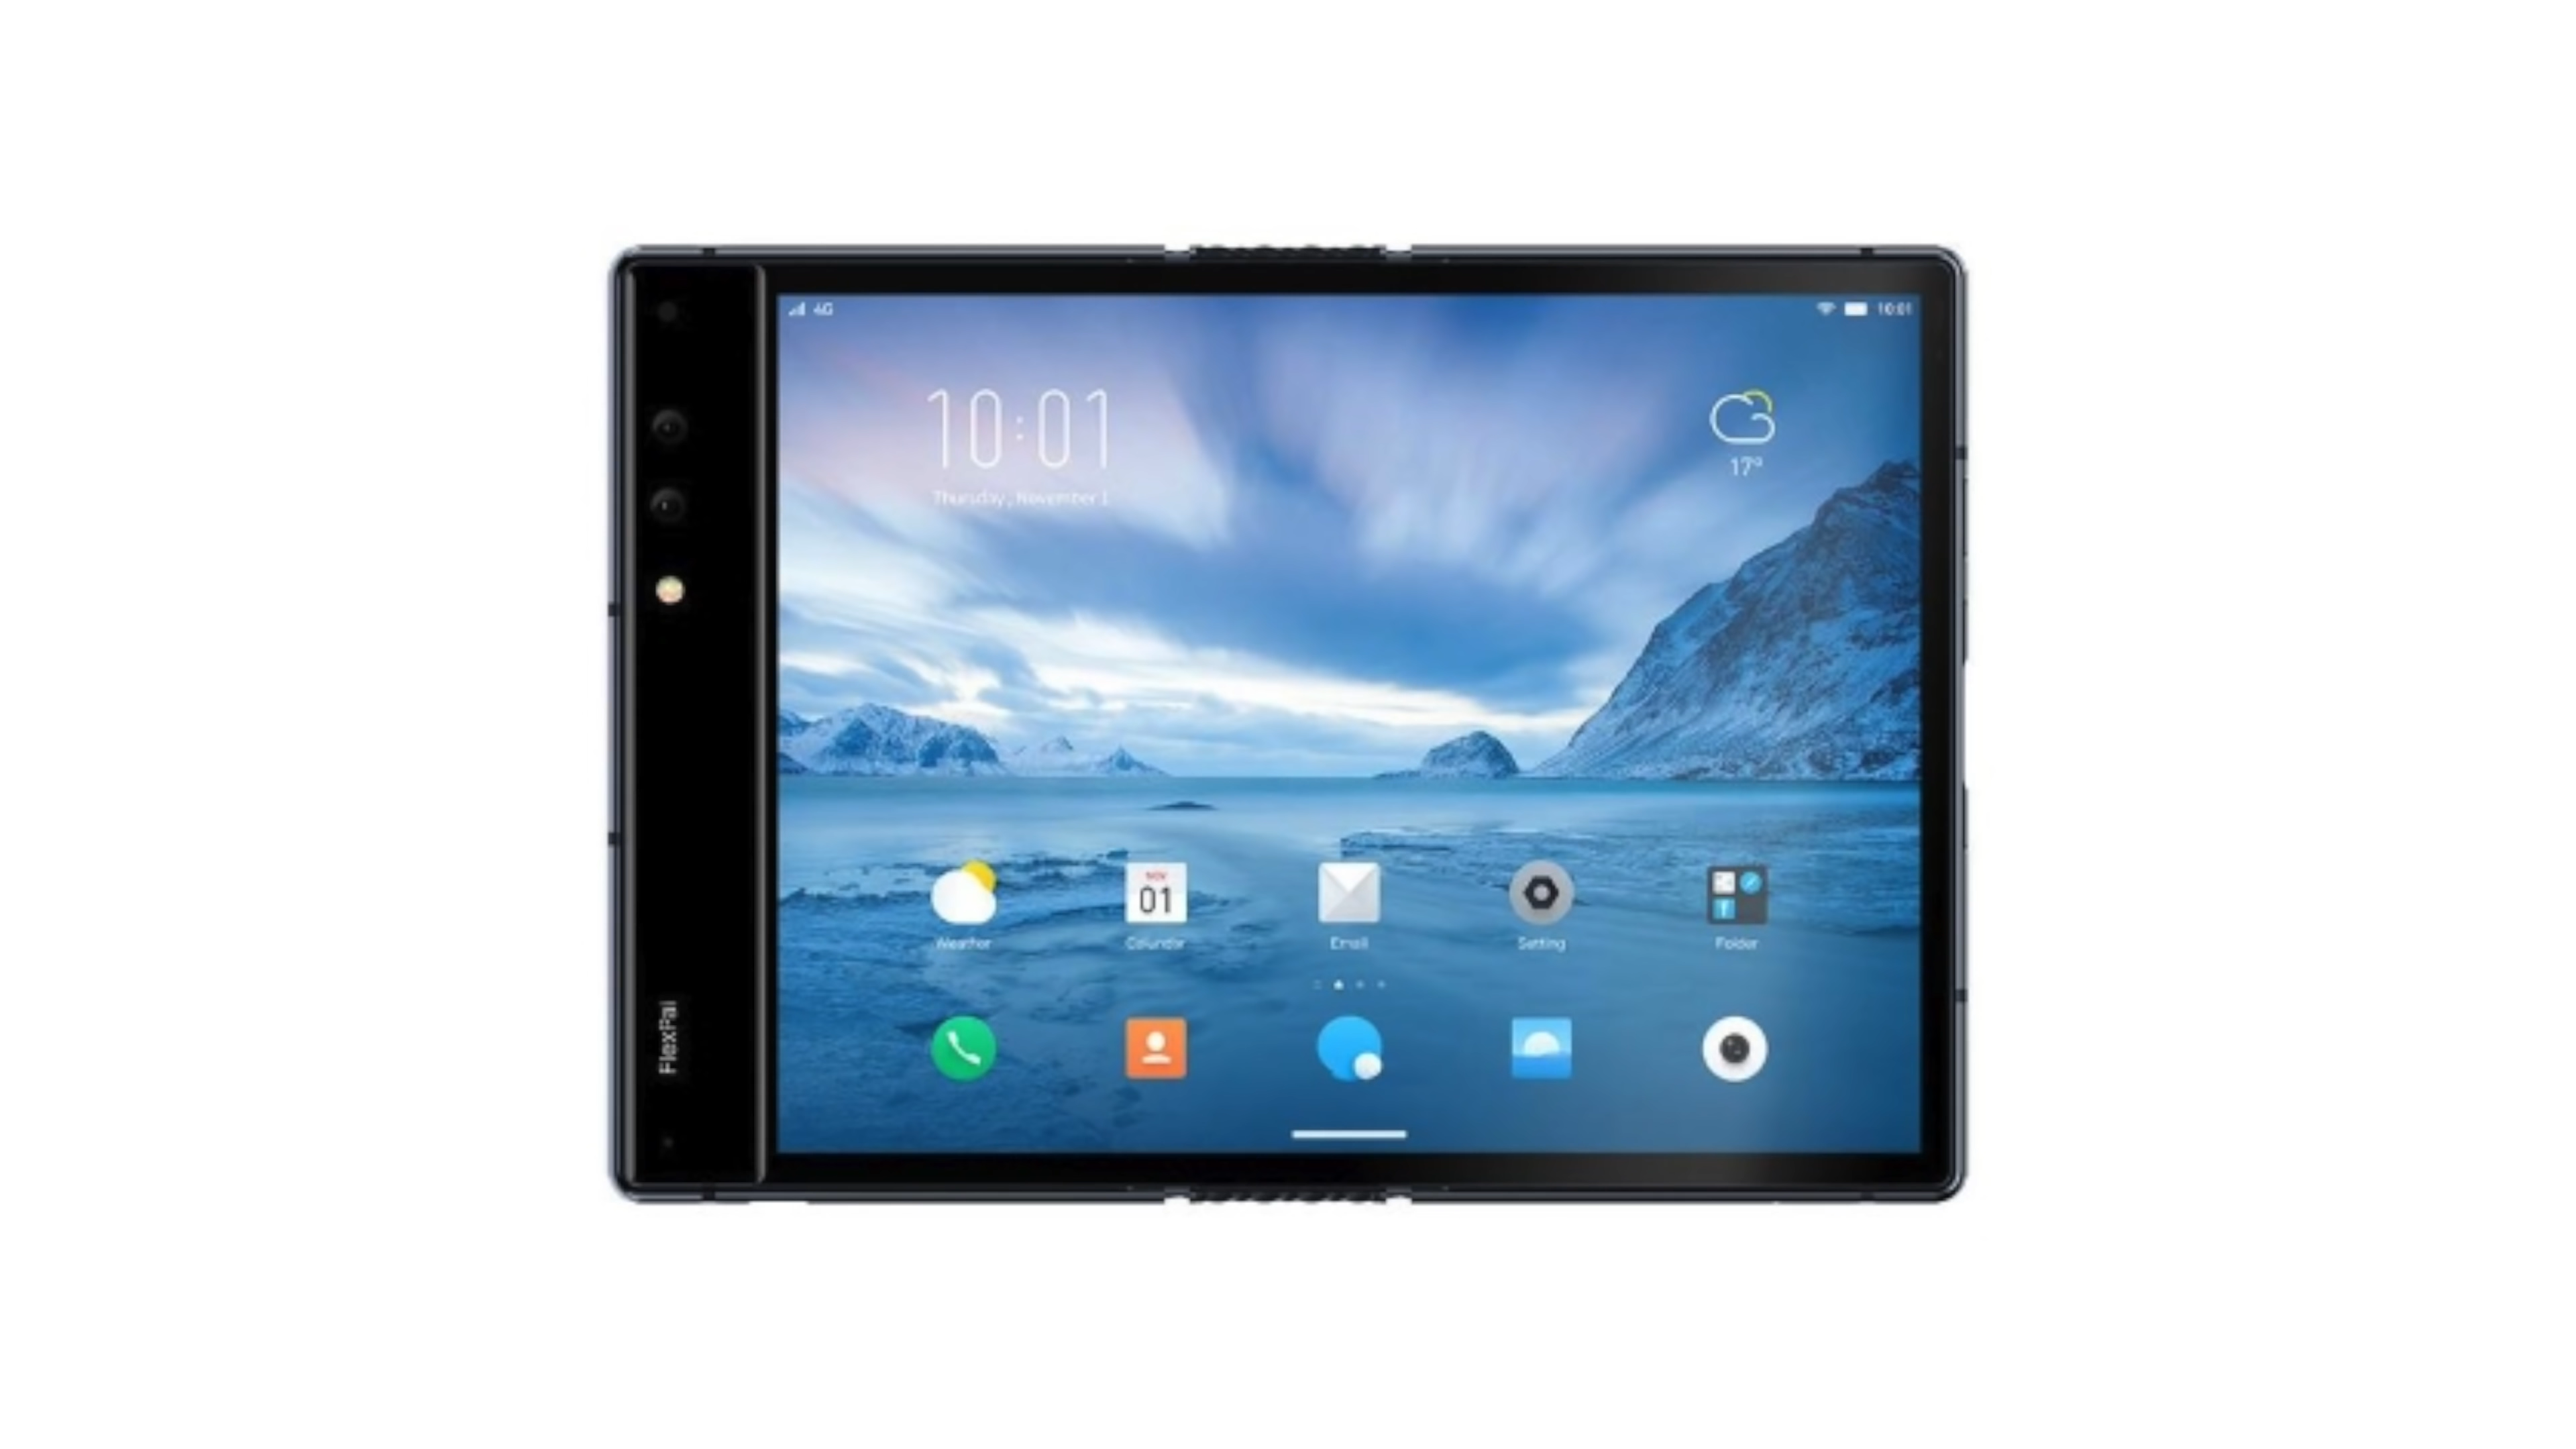 4G
10:01
10:01
17°
Thursday, November 1
NOV
01
Weather
Calendar
Email
Setting
Folder
FlexPai